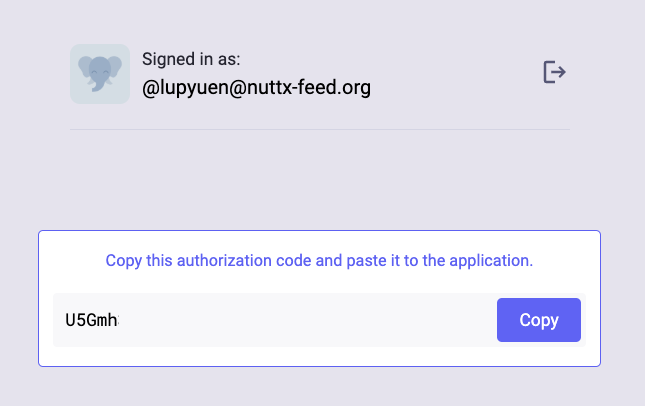 Signed in as:
@lupyuen@nuttx-feed.org
Copy this authorization code and paste it to the application.
U5Gmh
Copy